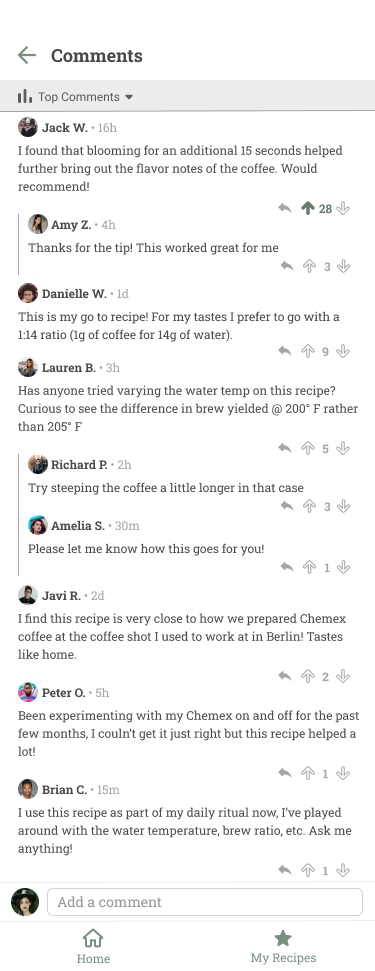 Comments
Top Comments
Jack W. • 16h
I found that blooming for an additional 15 seconds helped
further bring out the flavor notes of the coffee. Would
recommend!
28
Amy Z. • 4h
Thanks for the tip! This worked great for me
3
Danielle W. • 1d
This is my go to recipe! For my tastes I prefer to go with a
1:14 ratio (1g of coffee for 14g of water).
9
Lauren B. • 3h
Has anyone tried varying the water temp on this recipe?
Curious to see the difference in brew yielded @ 200° F rather
than 205° F
5
Richard P. • 2h
Try steeping the coffee a little longer in that case
3
Amelia S. • 30m
Please let me know how this goes for you!
1
Javi R. • 2d
I find this recipe is very close to how we prepared Chemex
coffee at the coffee shot I used to work at in Berlin! Tastes
like home.
2
Peter O. • 5h
Been experimenting with my Chemex on and off for the past
few months, I couln't get it just right but this recipe helped a
lot!
1
Brian C. • 15m
I use this recipe as part of my daily ritual now, I've played
around with the water temperature, brew ratio, etc. Ask me
anything!
1
Add a comment
Home
My Recipes